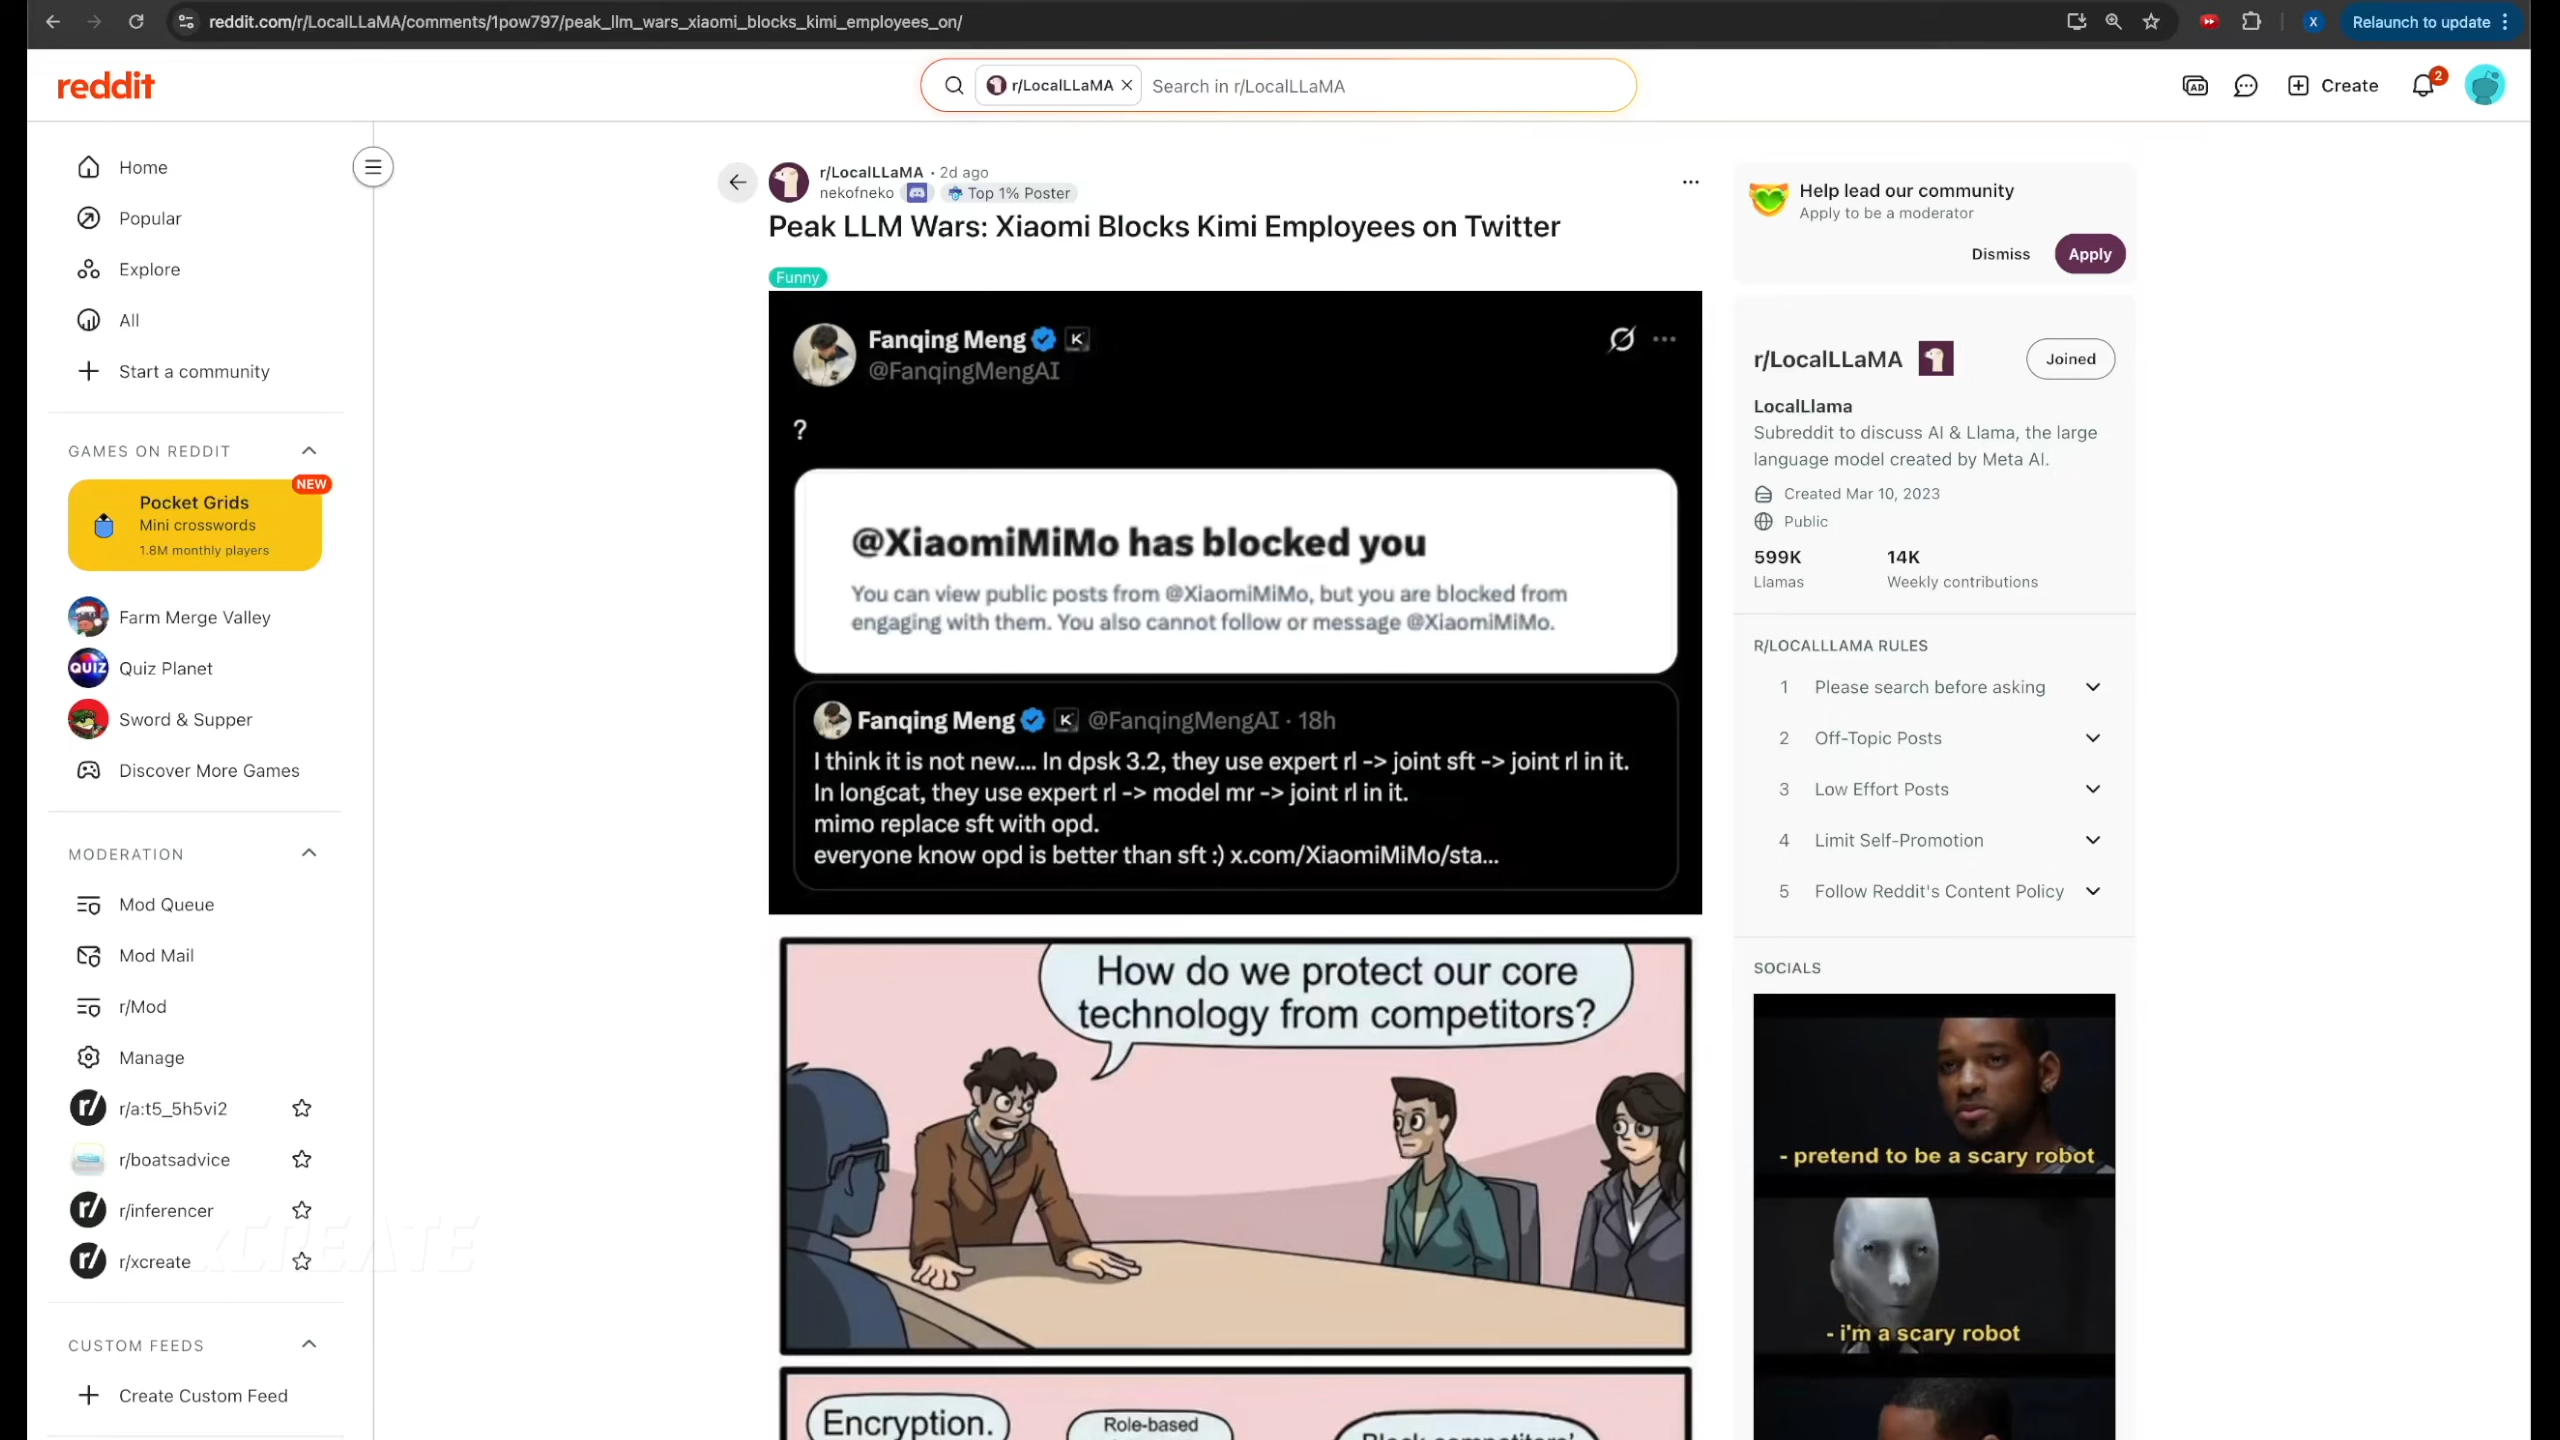 reddit.com/r/LocalLLaMA/comments/1pow797/peak_llm_wars_xiaomi_blocks_kimi_employees_on/
X
Relaunch to update
reddit
r/LocalLLaMA
Search in r/LocalLLaMA
AD
Create
2
Home
Popular
Explore
All
Start a community
GAMES ON REDDIT
NEW
Pocket Grids
Mini crosswords
1.8M monthly players
Farm Merge Valley
QUIZ
Quiz Planet
Sword & Supper
Discover More Games
MODERATION
Mod Queue
Mod Mail
r/Mod
Manage
r/ r/a:t5_5h5vi2
r/boatsadvice
r/ r/inferencer
r/ r/xcreate
XCREATE
CUSTOM FEEDS
Create Custom Feed
r/LocalLLaMA • 2d ago
nekofneko Top 1% Poster
Peak LLM Wars: Xiaomi Blocks Kimi Employees on Twitter
Funny
Fanqing Meng K
@FanqingMengAI
?
@XiaomiMiMo has blocked you
You can view public posts from @XiaomiMiMo, but you are blocked from
engaging with them. You also cannot follow or message @XiaomiMiMo.
Fanqing Meng K @FanqingMengAI · 18h
I think it is not new.... In dpsk 3.2, they use expert rl -> joint sft -> joint rl in it.
In longcat, they use expert rl -> model mr -> joint rl in it.
mimo replace sft with opd.
everyone know opd is better than sft :) x.com/XiaomiMiMo/sta...
How do we protect our core
technology from competitors?
Encryption.
Role-based
Block competitors'
Help lead our community
Apply to be a moderator
Dismiss
Apply
r/LocalLLaMA
Joined
LocalLlama
Subreddit to discuss AI & Llama, the large
language model created by Meta AI.
Created Mar 10, 2023
Public
599K 14K
Llamas Weekly contributions
R/LOCALLLAMA RULES
1 Please search before asking
2 Off-Topic Posts
3 Low Effort Posts
4 Limit Self-Promotion
5 Follow Reddit's Content Policy
SOCIALS
- pretend to be a scary robot
- i'm a scary robot